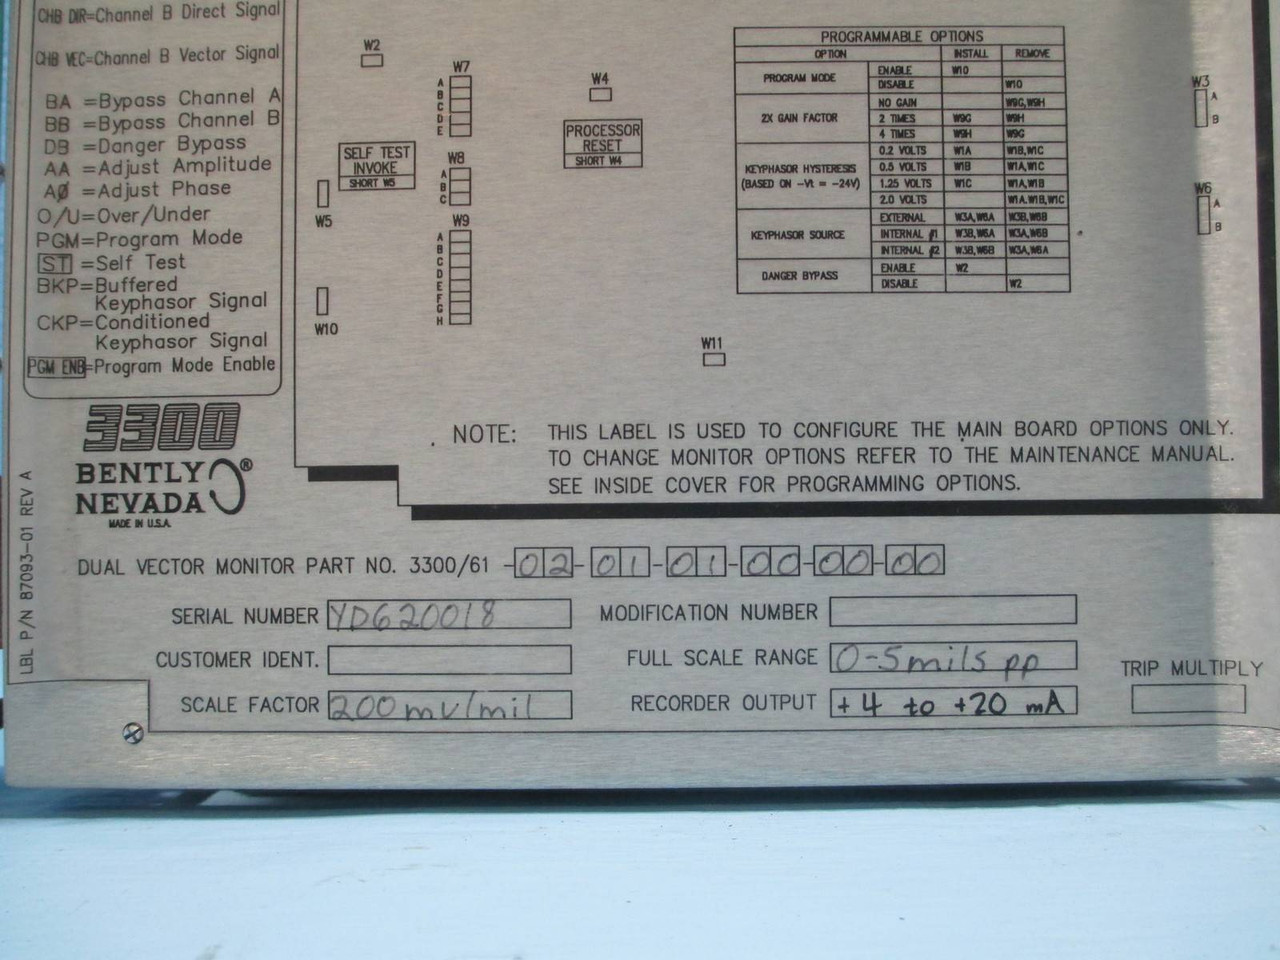 CHB DIR=Channel B Direct Signal
CHB VEC=Channel B Vector Signal
BA =Bypass Channel A
BB =Bypass Channel B
DB =Danger Bypass
AA =Adjust Amplitude
AØ =Adjust Phase
O/U=Over/Under
PGM=Program Mode
ST =Self Test
BKP=Buffered
Keyphasor Signal
CKP=Conditioned
Keyphasor Signal
PGM ENB=Program Mode Enable
3300
BENTLY
NEVADA ®
MADE IN U.S.A.
LBL P/N 87093-01 REV A
W2
W7
A
B
C
D
E
SELF TEST
INVOKE
SHORT W5
W5
W8
A
B
C
W9
A
B
C
D
E
F
G
H
W10
W4
PROCESSOR
RESET
SHORT W4
W11
PROGRAMMABLE OPTIONS
OPTION INSTALL REMOVE
PROGRAM MODE ENABLE W10
DISABLE W10
2X GAIN FACTOR NO GAIN W9G,W9H
2 TIMES W9G W9H
4 TIMES W9H W9G
KEYPHASOR HYSTERESIS (BASED ON -Vt = -24V) 0.2 VOLTS W1A W1B,W1C
0.5 VOLTS W1B W1A,W1C
1.25 VOLTS W1C W1A,W1B
2.0 VOLTS W1A,W1B,W1C
KEYPHASOR SOURCE EXTERNAL W3A,W6A W3B,W6B
INTERNAL #1 W3B,W6A W3A,W6B
INTERNAL #2 W3B,W6B W3A,W6A
DANGER BYPASS ENABLE W2
DISABLE W2
W3
A
B
W6
A
B
NOTE: THIS LABEL IS USED TO CONFIGURE THE MAIN BOARD OPTIONS ONLY.
TO CHANGE MONITOR OPTIONS REFER TO THE MAINTENANCE MANUAL.
SEE INSIDE COVER FOR PROGRAMMING OPTIONS.
DUAL VECTOR MONITOR PART NO. 3300/61 -02-01-01-00-00-00
SERIAL NUMBER YD620018 MODIFICATION NUMBER
CUSTOMER IDENT. FULL SCALE RANGE 0-5mils pp
SCALE FACTOR 200mv/mil RECORDER OUTPUT +4 to +20 mA
TRIP MULTIPLY